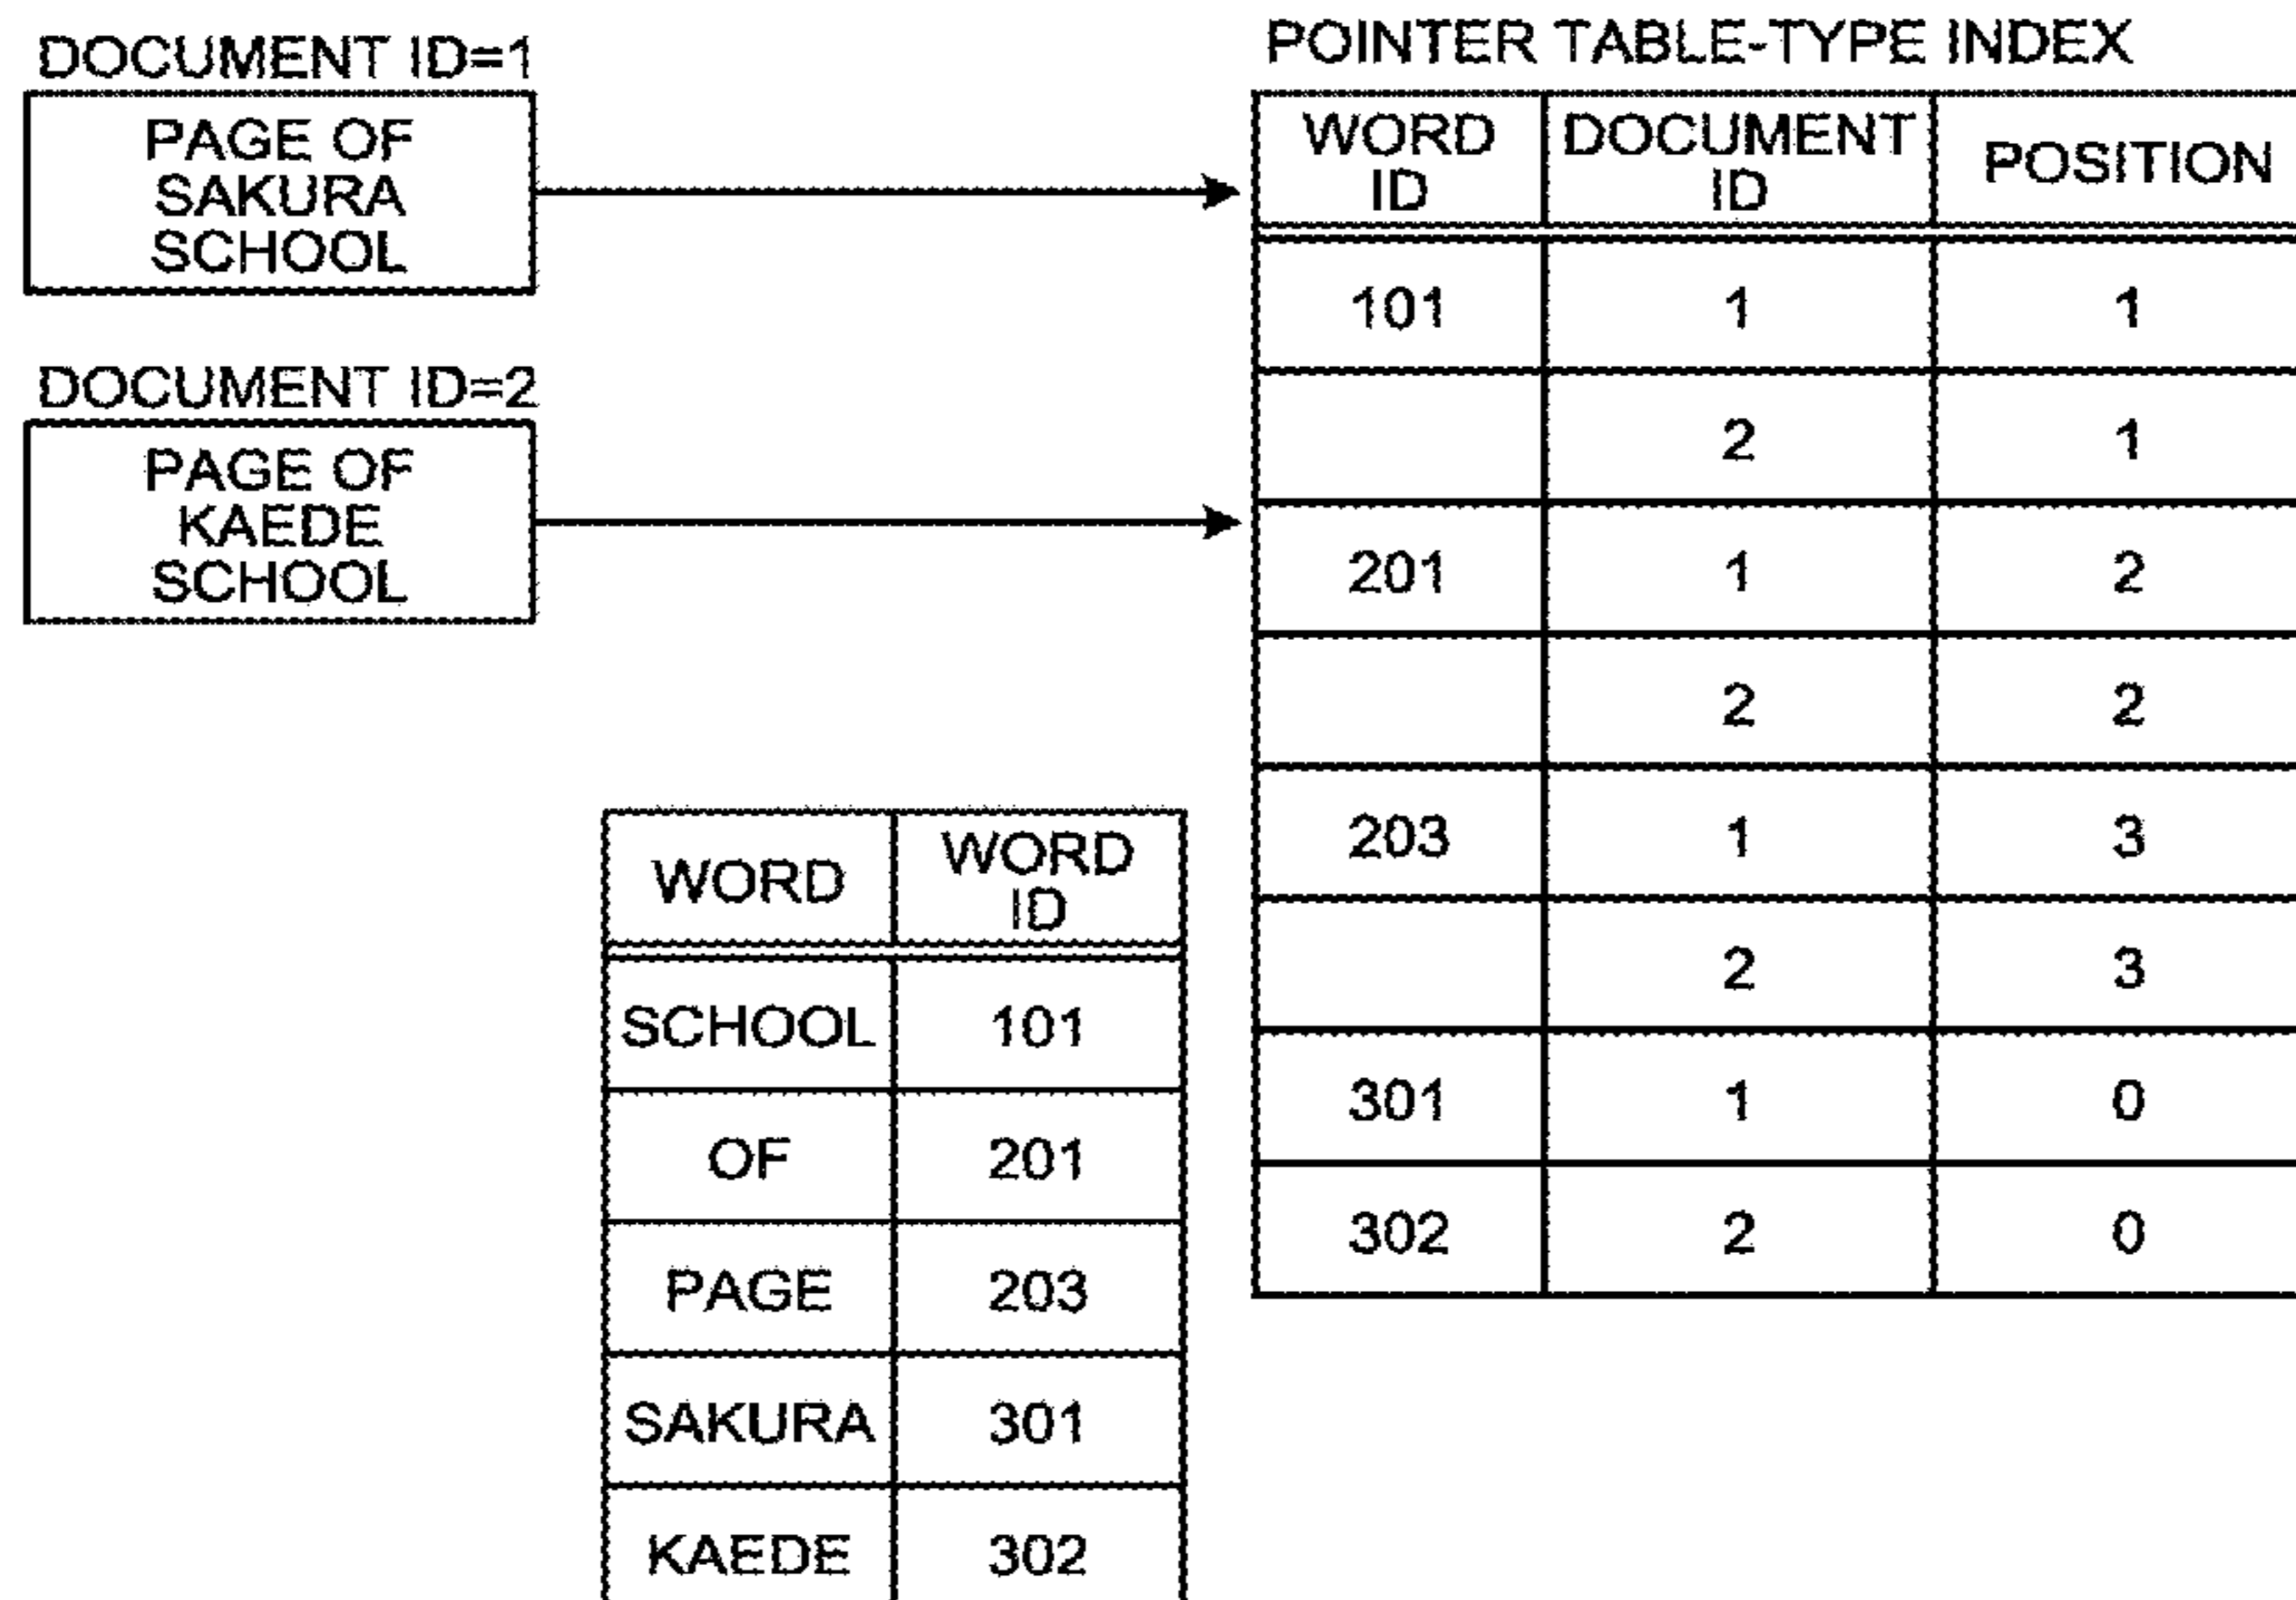 DOCUMENT ID=1
PAGE OF
SAKURA
SCHOOL
DOCUMENT ID=2
PAGE OF
KAEDE
SCHOOL
POINTER TABLE-TYPE INDEX
WORD ID DOCUMENT ID POSITION
101 1 1
2 1
201 1 2
2 2
203 1 3
2 3
301 1 0
302 2 0
WORD WORD ID
SCHOOL 101
OF 201
PAGE 203
SAKURA 301
KAEDE 302